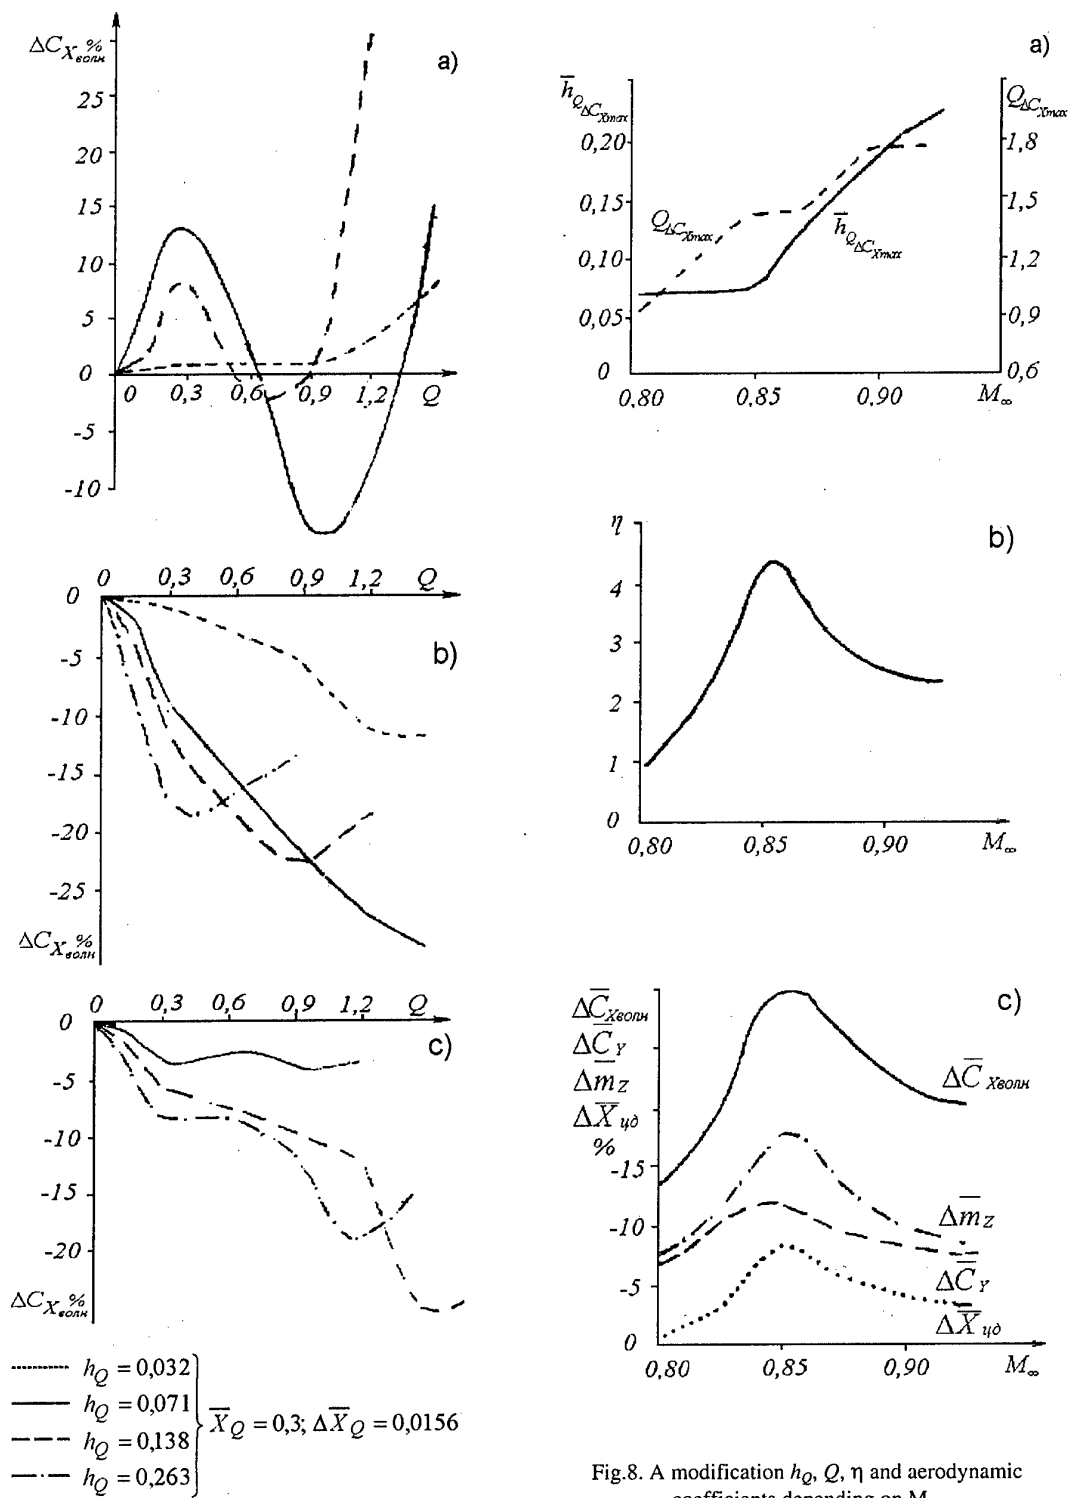 ΔC_Xволн %
a)
25
20
15
10
5
0
-5
-10
0 0,3 0,6 0,9 1,2 Q
0 0,3 0,6 0,9 1,2 Q
0
-5
-10
-15
-20
-25
b)
ΔC_Xволн %
0 0,3 0,6 0,9 1,2 Q
0
-5
-10
-15
-20
c)
ΔC_Xволн %
h_Q = 0,032
h_Q = 0,071
h_Q = 0,138
h_Q = 0,263
X̅_Q = 0,3; ΔX̅_Q = 0,0156
a)
h̅_QΔC_Xmax
Q_ΔC_Xmax
0,20
0,15
0,10
0,05
0
1,8
1,5
1,2
0,9
0,6
Q_ΔC_Xmax
h̅_QΔC_Xmax
0,80 0,85 0,90 M∞
η
b)
4
3
2
1
0
0,80 0,85 0,90 M∞
ΔC̅_Xволн
ΔC̅_Y
Δm̅_Z
ΔX̅_цд
%
c)
-15
-10
-5
0
ΔC̅_Xволн
Δm̅_Z
ΔC̅_Y
ΔX̅_цд
0,80 0,85 0,90 M∞
Fig.8. A modification h_Q, Q, η and aerodynamic
coefficients depending on M